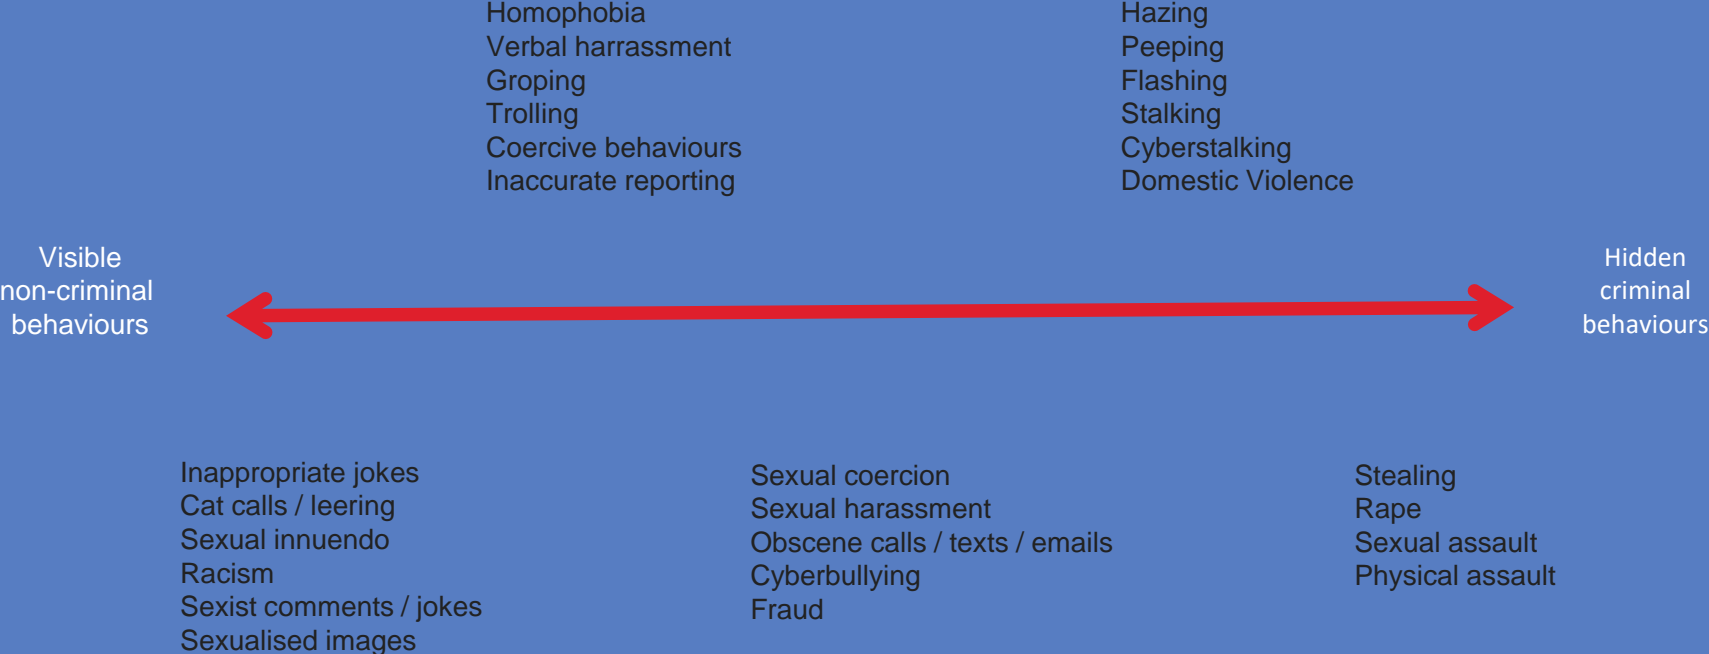 Homophobia
Verbal harrassment
Groping
Trolling
Coercive behaviours
Inaccurate reporting
Hazing
Peeping
Flashing
Stalking
Cyberstalking
Domestic Violence
Visible
non-criminal
behaviours
Hidden
criminal
behaviours
Inappropriate jokes
Cat calls / leering
Sexual innuendo
Racism
Sexist comments / jokes
Sexualised images
Sexual coercion
Sexual harassment
Obscene calls / texts / emails
Cyberbullying
Fraud
Stealing
Rape
Sexual assault
Physical assault